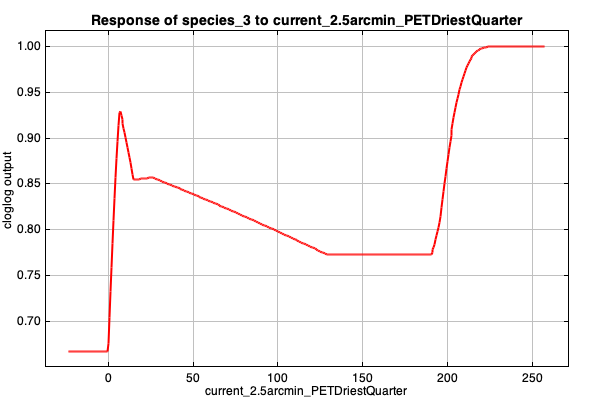 Response of species_3 to current_2.5arcmin_PETDriestQuarter
cloglog output
1.00
0.95
0.90
0.85
0.80
0.75
0.70
0 50 100 150 200 250
current_2.5arcmin_PETDriestQuarter